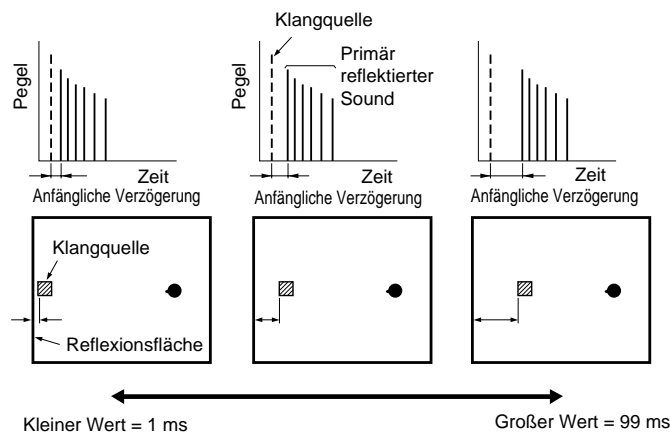 Klangquelle
Primär
reflektierter
Sound
Pegel
Pegel
Pegel
Zeit
Zeit
Zeit
Anfängliche Verzögerung
Anfängliche Verzögerung
Anfängliche Verzögerung
Klangquelle
Reflexionsfläche
Kleiner Wert = 1 ms
Großer Wert = 99 ms